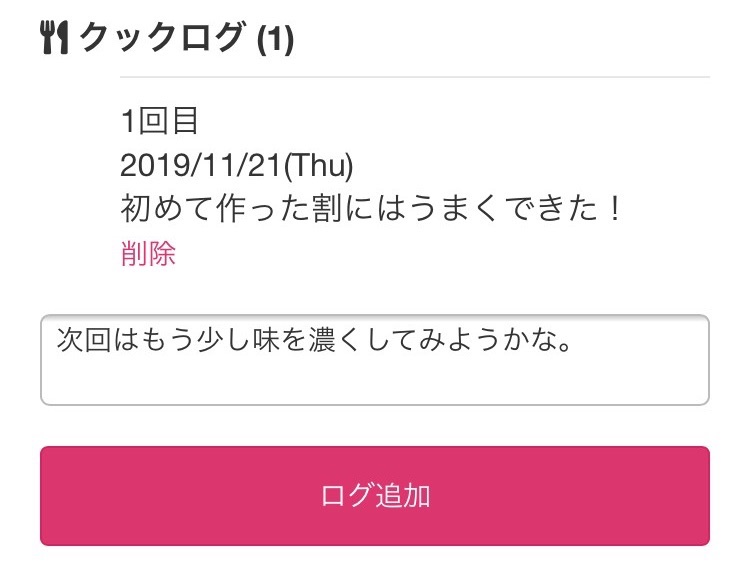 クックログ (1)
1回目
2019/11/21(Thu)
初めて作った割にはうまくできた！
削除
次回はもう少し味を濃くしてみようかな。
ログ追加